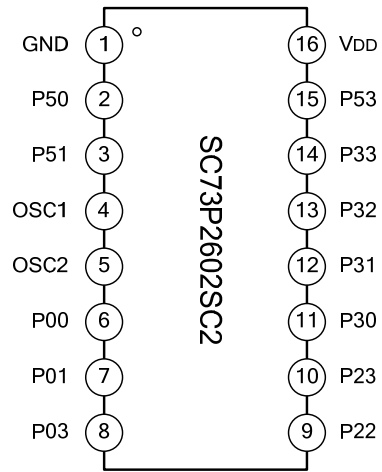 GND 1 16 VDD
P50 2 15 P53
P51 3 14 P33
OSC1 4 13 P32
OSC2 5 12 P31
P00 6 11 P30
P01 7 10 P23
P03 8 9 P22
SC73P2602SC2